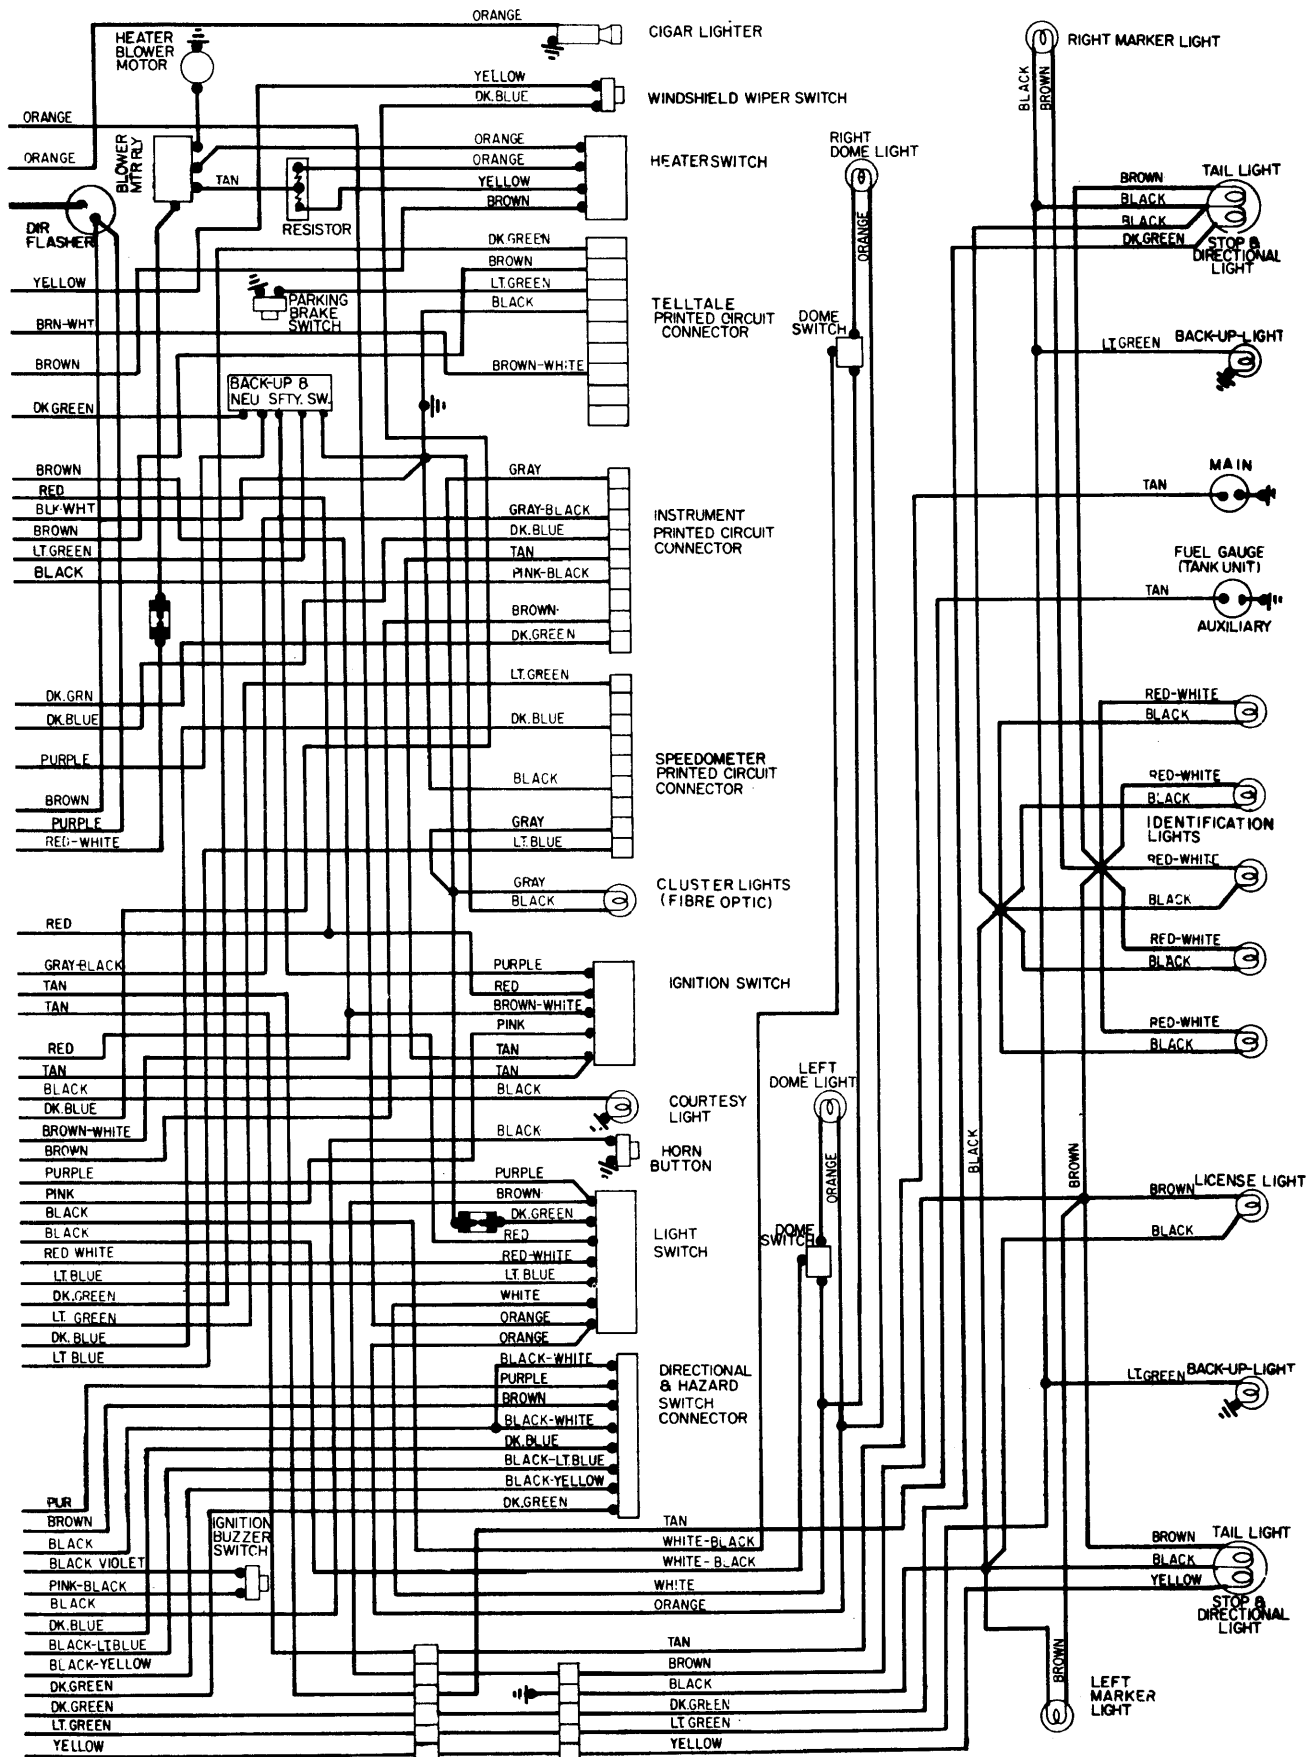 ORANGE
CIGAR LIGHTER
HEATER
BLOWER
MOTOR
RIGHT MARKER LIGHT
YELLOW
DK.BLUE
WINDSHIELD WIPER SWITCH
BLACK
BROWN
ORANGE
ORANGE
BLOWER
MTR RLY
ORANGE
ORANGE
YELLOW
BROWN
HEATER SWITCH
TAN
RESISTOR
RIGHT
DOME LIGHT
ORANGE
DIR
FLASHER
TAIL LIGHT
BROWN
BLACK
BLACK
DK.GREEN
STOP &
DIRECTIONAL
LIGHT
DK GREEN
BROWN
LT.GREEN
BLACK
BROWN-WHITE
TELLTALE
PRINTED CIRCUIT
CONNECTOR
YELLOW
PARKING
BRAKE
SWITCH
DOME
SWITCH
BRN-WHT
BROWN
BACK-UP-LIGHT
LT.GREEN
BACK-UP &
NEU SFTY. SW.
DK GREEN
BROWN
RED
BLK-WHT
BROWN
LT GREEN
BLACK
GRAY
GRAY-BLACK
DK.BLUE
TAN
PINK-BLACK
BROWN
DK.GREEN
INSTRUMENT
PRINTED CIRCUIT
CONNECTOR
MAIN
TAN
FUEL GAUGE
(TANK UNIT)
TAN
AUXILIARY
DK.GRN
DK.BLUE
PURPLE
BROWN
PURPLE
RED-WHITE
LT.GREEN
DK.BLUE
BLACK
GRAY
LT.BLUE
SPEEDOMETER
PRINTED CIRCUIT
CONNECTOR
RED-WHITE
BLACK
RED-WHITE
BLACK
IDENTIFICATION
LIGHTS
RED-WHITE
BLACK
RED-WHITE
BLACK
RED-WHITE
BLACK
GRAY
BLACK
CLUSTER LIGHTS
(FIBRE OPTIC)
RED
GRAY-BLACK
TAN
TAN
RED
TAN
BLACK
DK.BLUE
BROWN-WHITE
BROWN
PURPLE
PINK
BLACK
BLACK
RED WHITE
LT.BLUE
DK.GREEN
LT. GREEN
DK. BLUE
LT BLUE
PURPLE
RED
BROWN-WHITE
PINK
TAN
TAN
IGNITION SWITCH
BLACK
COURTESY
LIGHT
BLACK
HORN
BUTTON
LEFT
DOME LIGHT
ORANGE
DOME
SWITCH
PURPLE
BROWN
DK.GREEN
RED
RED-WHITE
LT. BLUE
WHITE
ORANGE
ORANGE
LIGHT
SWITCH
BLACK
BROWN
BROWN
LICENSE LIGHT
BLACK
LT.GREEN
BACK-UP-LIGHT
BLACK-WHITE
PURPLE
BROWN
BLACK-WHITE
DK.BLUE
BLACK-LT.BLUE
BLACK-YELLOW
DK.GREEN
DIRECTIONAL
& HAZARD
SWITCH
CONNECTOR
PUR
BROWN
BLACK
BLACK VIOLET
PINK-BLACK
BLACK
DK.BLUE
BLACK-LT.BLUE
BLACK-YELLOW
DK.GREEN
DK.GREEN
LT.GREEN
YELLOW
IGNITION
BUZZER
SWITCH
TAN
WHITE-BLACK
WHITE-BLACK
WHITE
ORANGE
TAN
BROWN
BLACK
DK.GREEN
LT GREEN
YELLOW
BROWN
BLACK
YELLOW
TAIL LIGHT
STOP &
DIRECTIONAL
LIGHT
BROWN
LEFT
MARKER
LIGHT